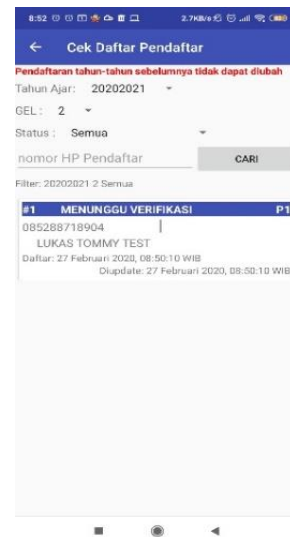 8:52 2.7KB/s
Cek Daftar Pendaftar
Pendaftaran tahun-tahun sebelumnya tidak dapat diubah
Tahun Ajar: 20202021
GEL: 2
Status : Semua
nomor HP Pendaftar CARI
Filter: 20202021 2 Semua
#1 MENUNGGU VERIFIKASI P1
085288718904
LUKAS TOMMY TEST
Daftar: 27 Februari 2020, 08:50:10 WIB
Diupdate: 27 Februari 2020, 08:50:10 WIB